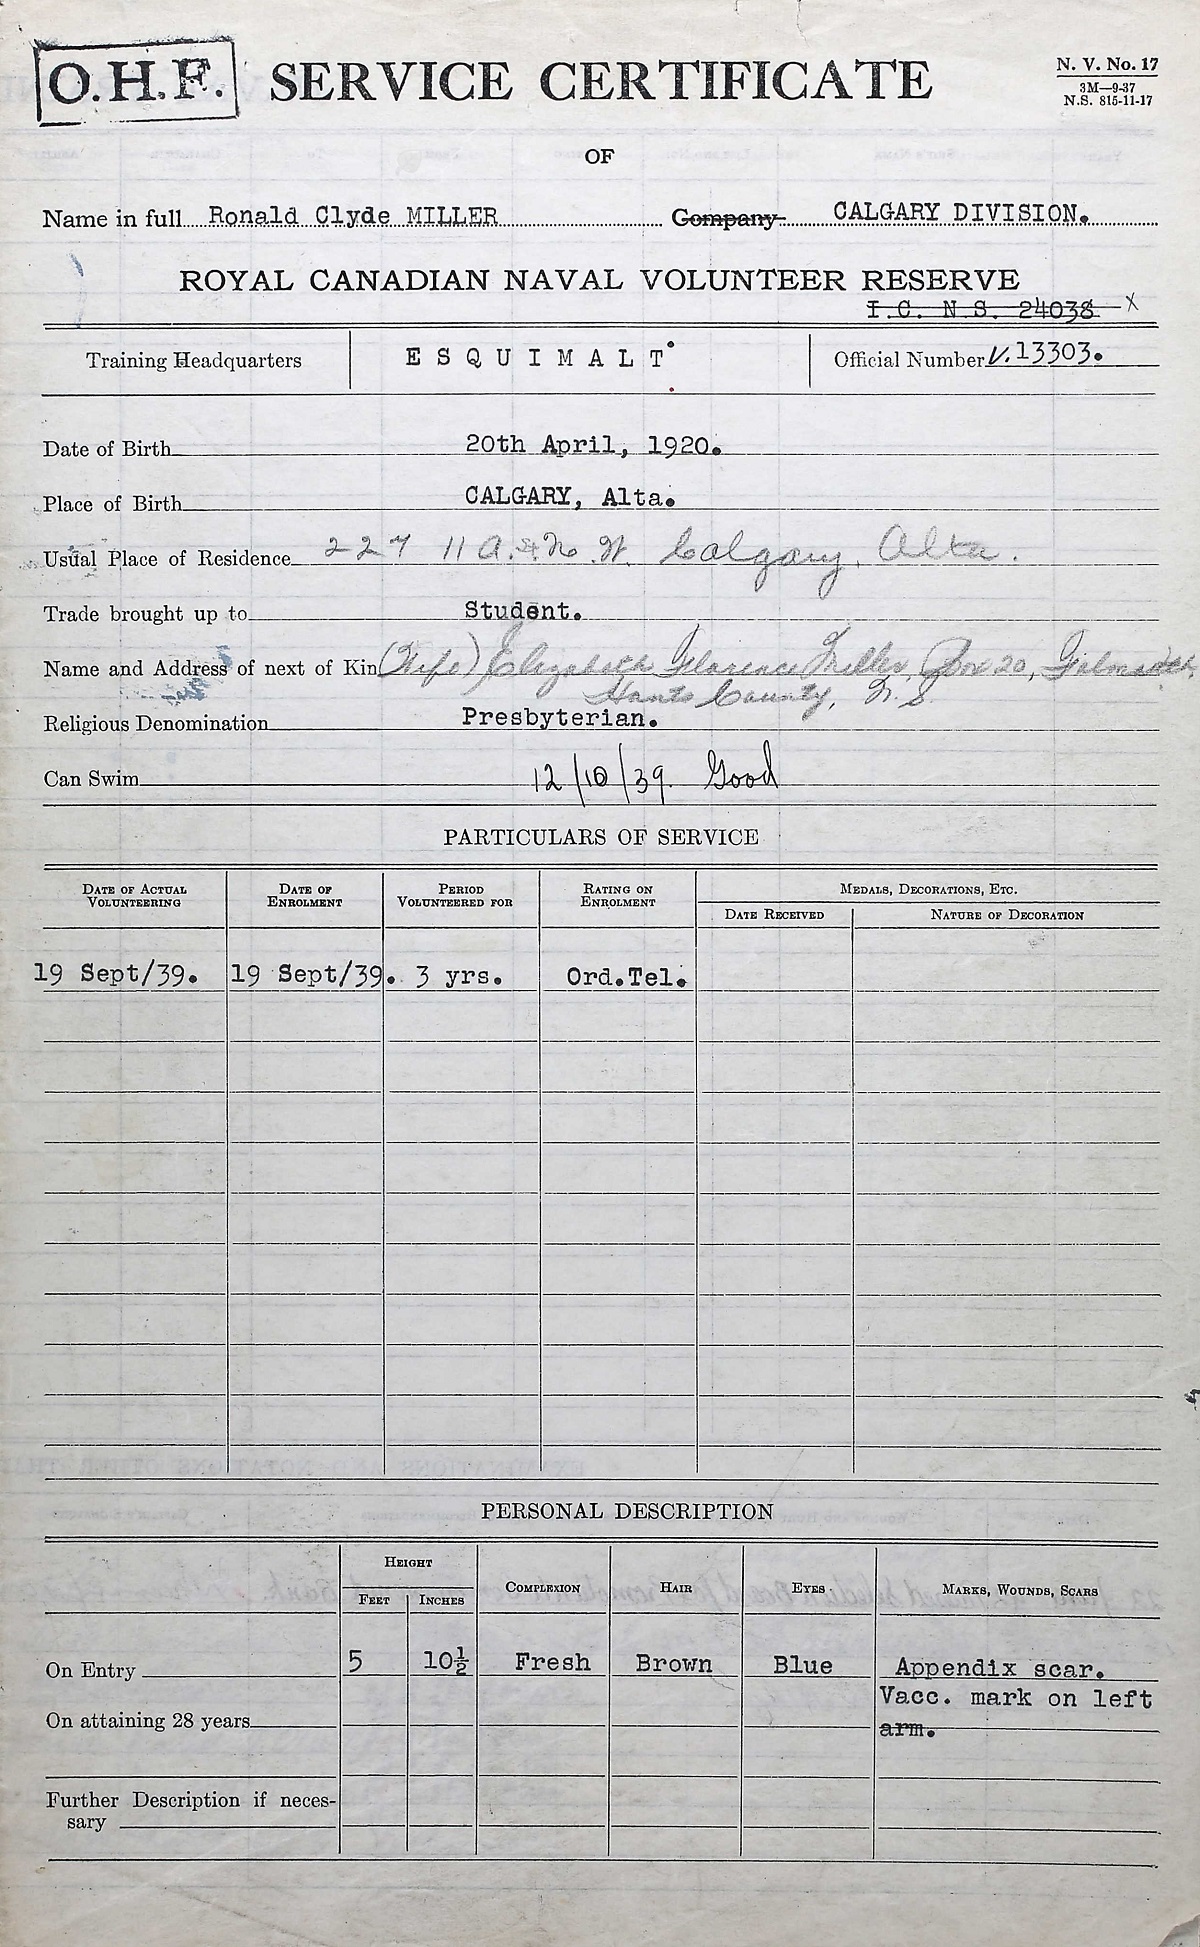 O.H.F. SERVICE CERTIFICATE
N. V. No. 17
3M—9-37
N.S. 815-11-17
OF
Name in full Ronald Clyde MILLER Company CALGARY DIVISION.
ROYAL CANADIAN NAVAL VOLUNTEER RESERVE
I.C. N.S. 24038 X
Training Headquarters ESQUIMALT Official Number V.13303.
Date of Birth 20th April, 1920.
Place of Birth CALGARY, Alta.
Usual Place of Residence 227 11 A. St N. W. Calgary, Alta.
Trade brought up to Student.
Name and Address of next of Kin (Wife) Elizabeth Florence Miller, Box 20,
Hants County, N.S.
Religious Denomination Presbyterian.
Can Swim 12/10/39. Good
PARTICULARS OF SERVICE
DATE OF ACTUAL VOLUNTEERING DATE OF ENROLMENT PERIOD VOLUNTEERED FOR RATING ON ENROLMENT MEDALS, DECORATIONS, ETC.
DATE RECEIVED NATURE OF DECORATION
19 Sept/39. 19 Sept/39. 3 yrs. Ord.Tel.
PERSONAL DESCRIPTION
HEIGHT COMPLEXION HAIR EYES MARKS, WOUNDS, SCARS
FEET INCHES
On Entry 5 10½ Fresh Brown Blue Appendix scar.
Vacc. mark on left
On attaining 28 years arm.
Further Description if neces-
sary